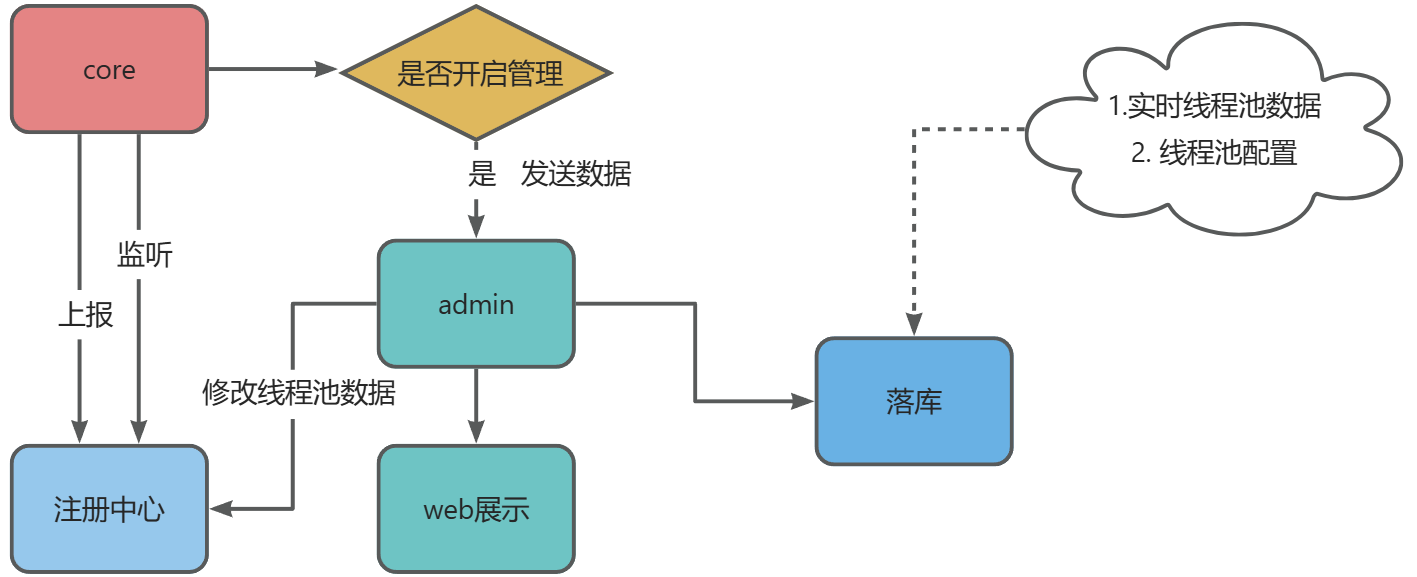 core
是否开启管理
1.实时线程池数据
2. 线程池配置
是 发送数据
监听
上报
admin
修改线程池数据
落库
注册中心
web展示